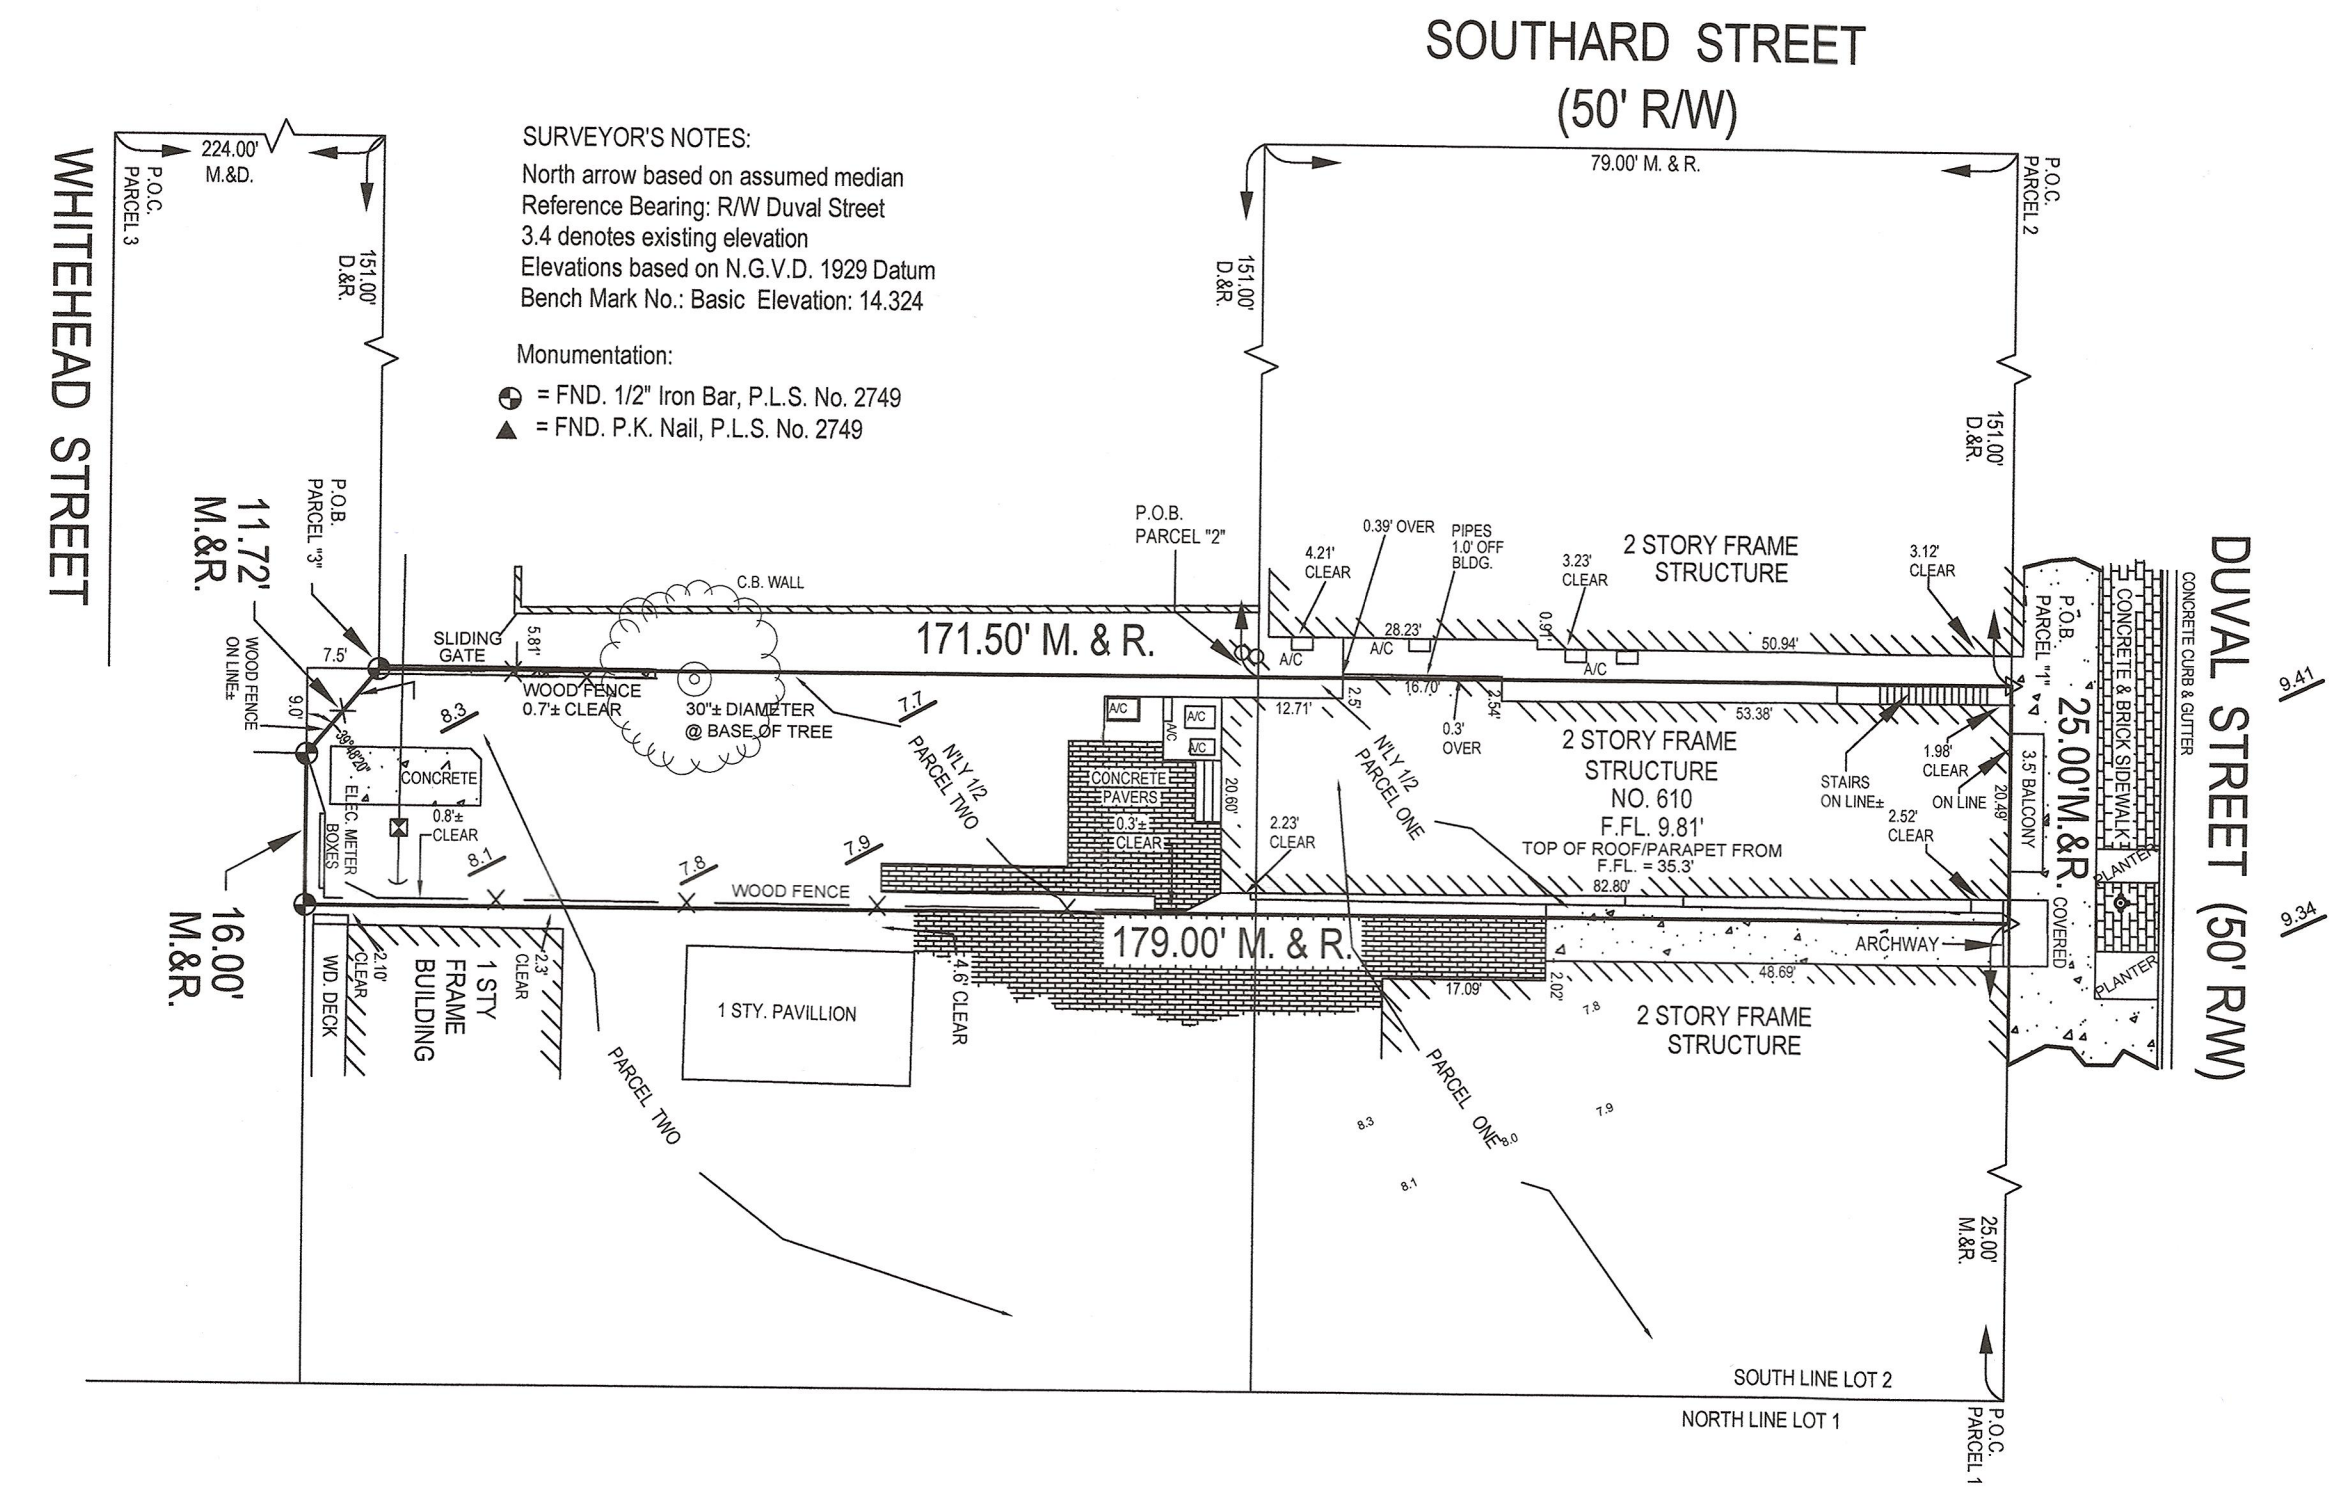 SOUTHARD STREET
(50' R/W)
WHITEHEAD STREET
224.00'
M.&D.
P.O.C.
PARCEL 3
151.00'
D.&R.
SURVEYOR'S NOTES:
North arrow based on assumed median
Reference Bearing: R/W Duval Street
3.4 denotes existing elevation
Elevations based on N.G.V.D. 1929 Datum
Bench Mark No.: Basic Elevation: 14.324
Monumentation:
= FND. 1/2" Iron Bar, P.L.S. No. 2749
= FND. P.K. Nail, P.L.S. No. 2749
79.00' M. & R.
P.O.C.
PARCEL 2
151.00'
D.&R.
151.00'
D.&R.
P.O.B.
PARCEL "3"
11.72'
M.&R.
WOOD FENCE
ON LINE±
7.5'
9.0'
39°48'20"
SLIDING
GATE
5.81'
C.B. WALL
171.50' M. & R.
P.O.B.
PARCEL "2"
WOOD FENCE
0.7'± CLEAR
30"± DIAMETER
@ BASE OF TREE
4.21'
CLEAR
0.39' OVER
PIPES
1.0' OFF
BLDG.
3.23'
CLEAR
2 STORY FRAME
STRUCTURE
3.12'
CLEAR
A/C
28.23'
A/C
0.91'
A/C
50.94'
12.71'
2.5'
16.70'
2.54'
0.3'
OVER
53.38'
2 STORY FRAME
STRUCTURE
NO. 610
F.FL. 9.81'
TOP OF ROOF/PARAPET FROM
F.FL. = 35.3'
82.80'
STAIRS
ON LINE±
1.98'
CLEAR
ON LINE
2.52'
CLEAR
20.49'
3.5' BALCONY
P.O.B.
PARCEL "1"
25.00'M.&R.
COVERED
CONCRETE & BRICK SIDEWALK
CONCRETE CURB & GUTTER
DUVAL STREET (50' R/W)
9.41
9.34
PLANTER
PLANTER
8.3
7.7
N'LY 1/2
PARCEL TWO
N'LY 1/2
PARCEL ONE
A/C
A/C
A/C
A/C
CONCRETE
PAVERS
0.3'±
CLEAR
20.60'
2.23'
CLEAR
CONCRETE
ELEC. METER
BOXES
0.8'±
CLEAR
8.1
7.8
7.9
WOOD FENCE
16.00'
M.&R.
WD. DECK
2.10'
CLEAR
1 STY
FRAME
BUILDING
2.3'
CLEAR
1 STY. PAVILLION
4.6' CLEAR
179.00' M. & R.
17.09'
2.02'
48.69'
ARCHWAY
2 STORY FRAME
STRUCTURE
7.8
7.9
8.3
8.0
8.1
PARCEL TWO
PARCEL ONE
25.00'
M.&R.
SOUTH LINE LOT 2
NORTH LINE LOT 1
P.O.C.
PARCEL 1